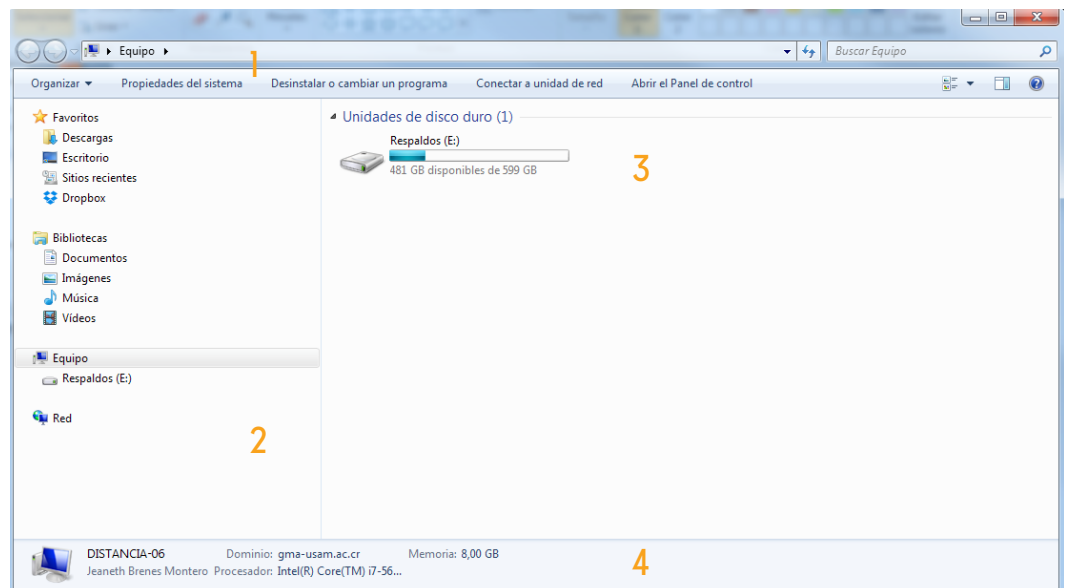 Equipo
Buscar Equipo
1
Organizar
Propiedades del sistema
Desinstalar o cambiar un programa
Conectar a unidad de red
Abrir el Panel de control
Favoritos
Descargas
Escritorio
Sitios recientes
Dropbox
Bibliotecas
Documentos
Imágenes
Música
Vídeos
Equipo
Respaldos (E:)
Red
2
Unidades de disco duro (1)
Respaldos (E:)
481 GB disponibles de 599 GB
3
DISTANCIA-06 Dominio: gma-usam.ac.cr Memoria: 8,00 GB
Jeaneth Brenes Montero Procesador: Intel(R) Core(TM) i7-56...
4